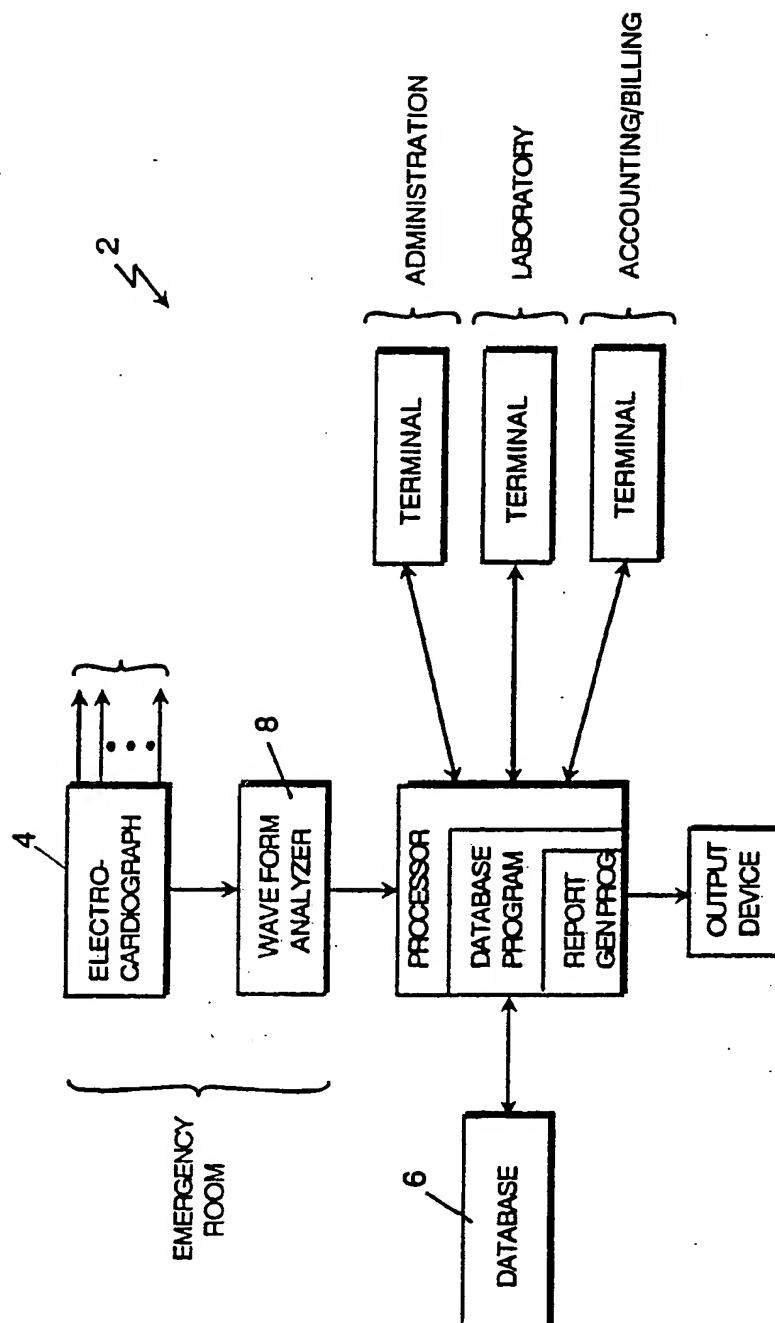 2
4
ELECTRO-
CARDIOGRAPH
8
WAVE FORM
ANALYZER
EMERGENCY
ROOM
PROCESSOR
DATABASE
PROGRAM
REPORT
GEN PROG
6
DATABASE
OUTPUT
DEVICE
TERMINAL
ADMINISTRATION
TERMINAL
LABORATORY
TERMINAL
ACCOUNTING/BILLING